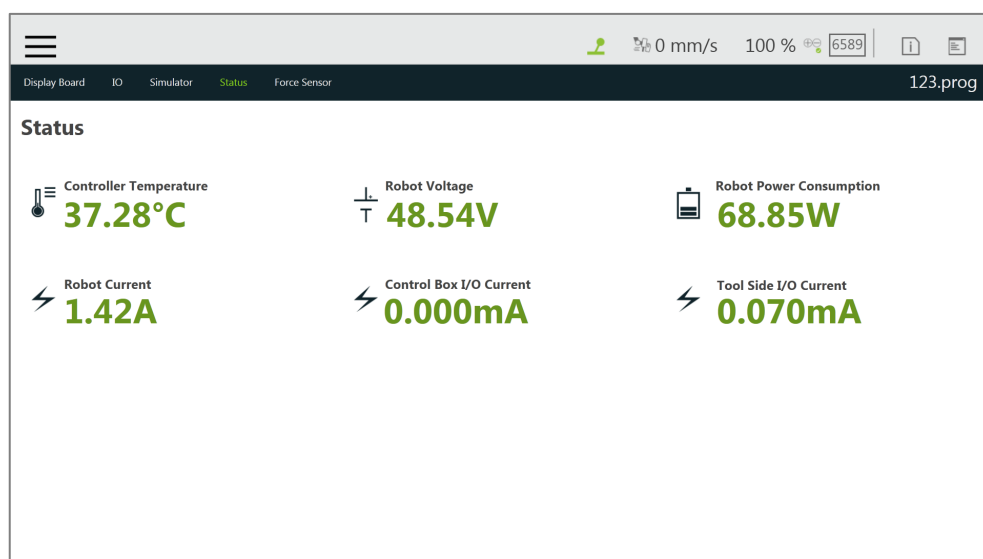 0 mm/s 100 % 6589
Display Board IO Simulator Status Force Sensor 123.prog
Status
Controller Temperature Robot Voltage Robot Power Consumption
37.28°C 48.54V 68.85W
Robot Current Control Box I/O Current Tool Side I/O Current
1.42A 0.000mA 0.070mA